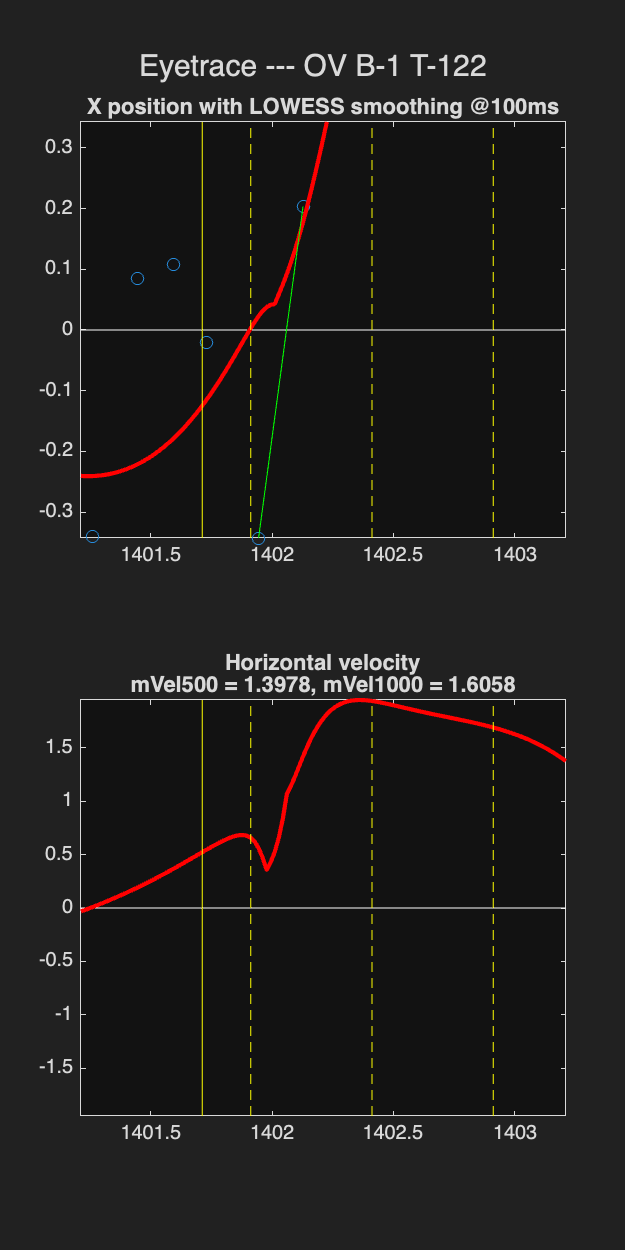 Eyetrace --- OV B-1 T-122
X position with LOWESS smoothing @100ms
0.3
0.2
0.1
0
-0.1
-0.2
-0.3
1401.5 1402 1402.5 1403
Horizontal velocity
mVel500 = 1.3978, mVel1000 = 1.6058
1.5
1
0.5
0
-0.5
-1
-1.5
1401.5 1402 1402.5 1403